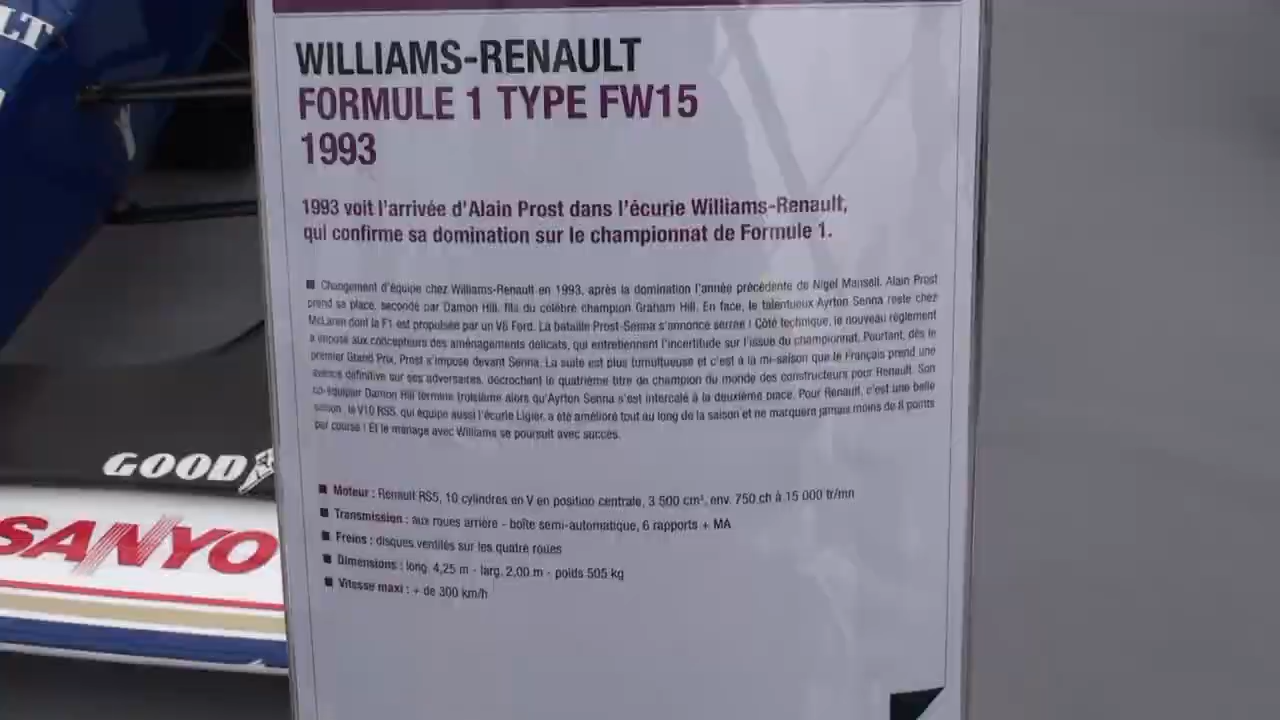 LT
WILLIAMS-RENAULT
FORMULE 1 TYPE FW15
1993
1993 voit l'arrivée d'Alain Prost dans l'écurie Williams-Renault,
qui confirme sa domination sur le championnat de Formule 1.
■ Changement d'équipe chez Williams-Renault en 1993, après la domination l'année précédente de Nigel Mansell. Alain Prost
prend sa place, secondé par Damon Hill, fils du célèbre champion Graham Hill. En face, le talentueux Ayrton Senna reste chez
McLaren dont la F1 est propulsée par un V8 Ford. La bataille Prost-Senna s'annonce serrée ! Côté technique, le nouveau règlement
a imposé aux concepteurs des aménagements délicats, qui entretiennent l'incertitude sur l'issue du championnat. Pourtant, dès le
premier Grand Prix, Prost s'impose devant Senna. La suite est plus tumultueuse et c'est à la mi-saison que le Français prend une
avance définitive sur ses adversaires, décrochant le quatrième titre de champion du monde des constructeurs pour Renault. Son
co-équipier Damon Hill termine troisième alors qu'Ayrton Senna s'est intercalé à la deuxième place. Pour Renault, c'est une belle
saison : le V10 RS5, qui équipe aussi l'écurie Ligier, a été amélioré tout au long de la saison et ne marquera jamais moins de 8 points
par course ! Et le mariage avec Williams se poursuit avec succès.
■ Moteur : Renault RS5, 10 cylindres en V en position centrale, 3 500 cm³, env. 750 ch à 15 000 tr/mn
■ Transmission : aux roues arrière - boîte semi-automatique, 6 rapports + MA
■ Freins : disques ventilés sur les quatre roues
■ Dimensions : long. 4,25 m - larg. 2,00 m - poids 505 kg
■ Vitesse maxi : + de 300 km/h
GOODY
SANYO